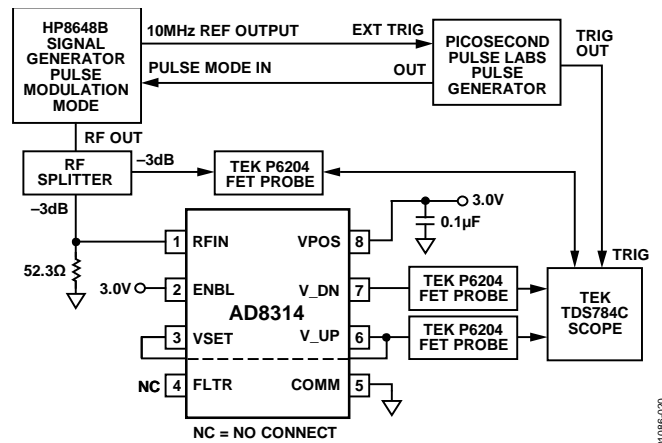 HP8648B
SIGNAL
GENERATOR
PULSE
MODULATION
MODE
10MHz REF OUTPUT
EXT TRIG
PULSE MODE IN
OUT
PICOSECOND
PULSE LABS
PULSE
GENERATOR
TRIG
OUT
RF OUT
RF
SPLITTER
–3dB
–3dB
TEK P6204
FET PROBE
3.0V
0.1µF
52.3Ω
3.0V
1
RFIN
VPOS
8
2
ENBL
V_DN
7
AD8314
3
VSET
V_UP
6
NC
4
FLTR
COMM
5
TEK P6204
FET PROBE
TEK P6204
FET PROBE
TRIG
TEK
TDS784C
SCOPE
NC = NO CONNECT
01086-020